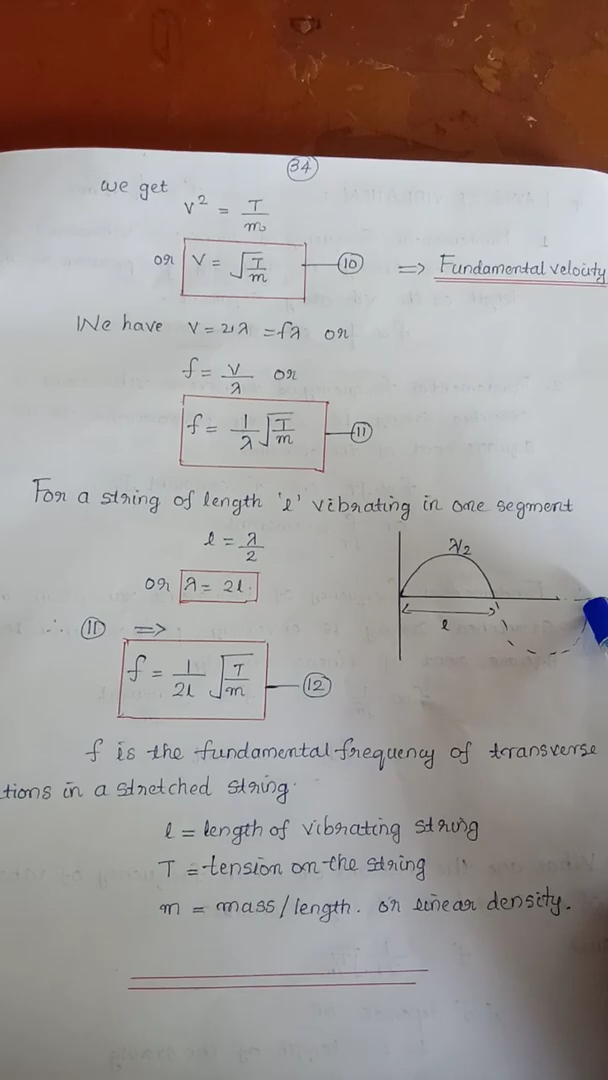 34
we get
v² = T/m
or v = √(T/m) — 10 => Fundamental velocity
We have v = νλ = fλ or
f = v/λ or
f = 1/λ √(T/m) — 11
For a string of length 'l' vibrating in one segment
l = λ/2
λ/2
or λ = 2l.
l
∴ 11 =>
f = 1/2l √(T/m) — 12
f is the fundamental frequency of transverse
tions in a stretched string.
l = length of vibrating string
T = tension on the string
m = mass/length. or linear density.